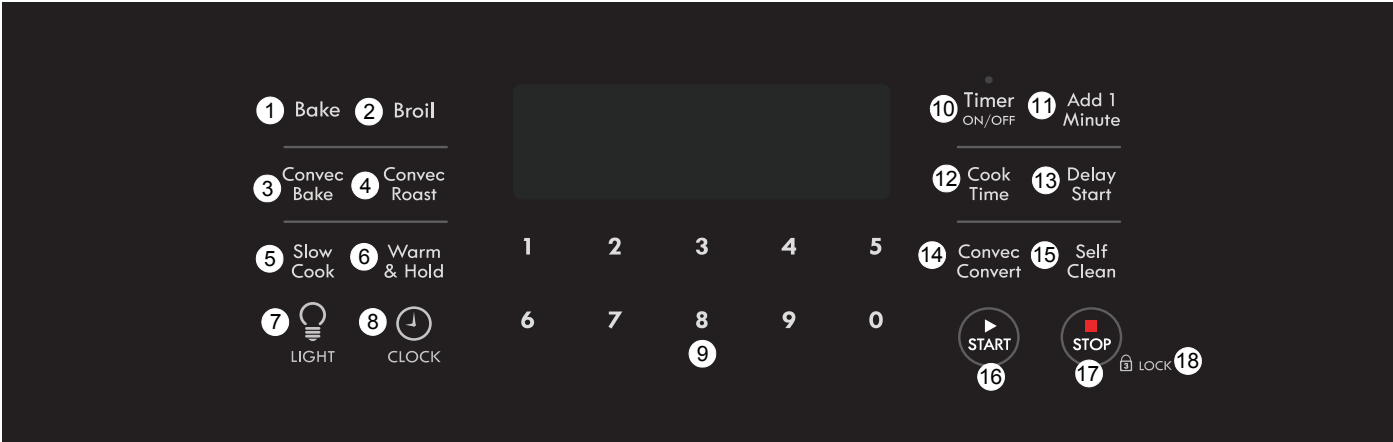 1 Bake 2 Broil
3 Convec Bake 4 Convec Roast
5 Slow Cook 6 Warm & Hold
7 LIGHT 8 CLOCK
1 2 3 4 5
6 7 8 9 0
9
10 Timer ON/OFF 11 Add 1 Minute
12 Cook Time 13 Delay Start
14 Convec Convert 15 Self Clean
START STOP
16 17 3 LOCK 18